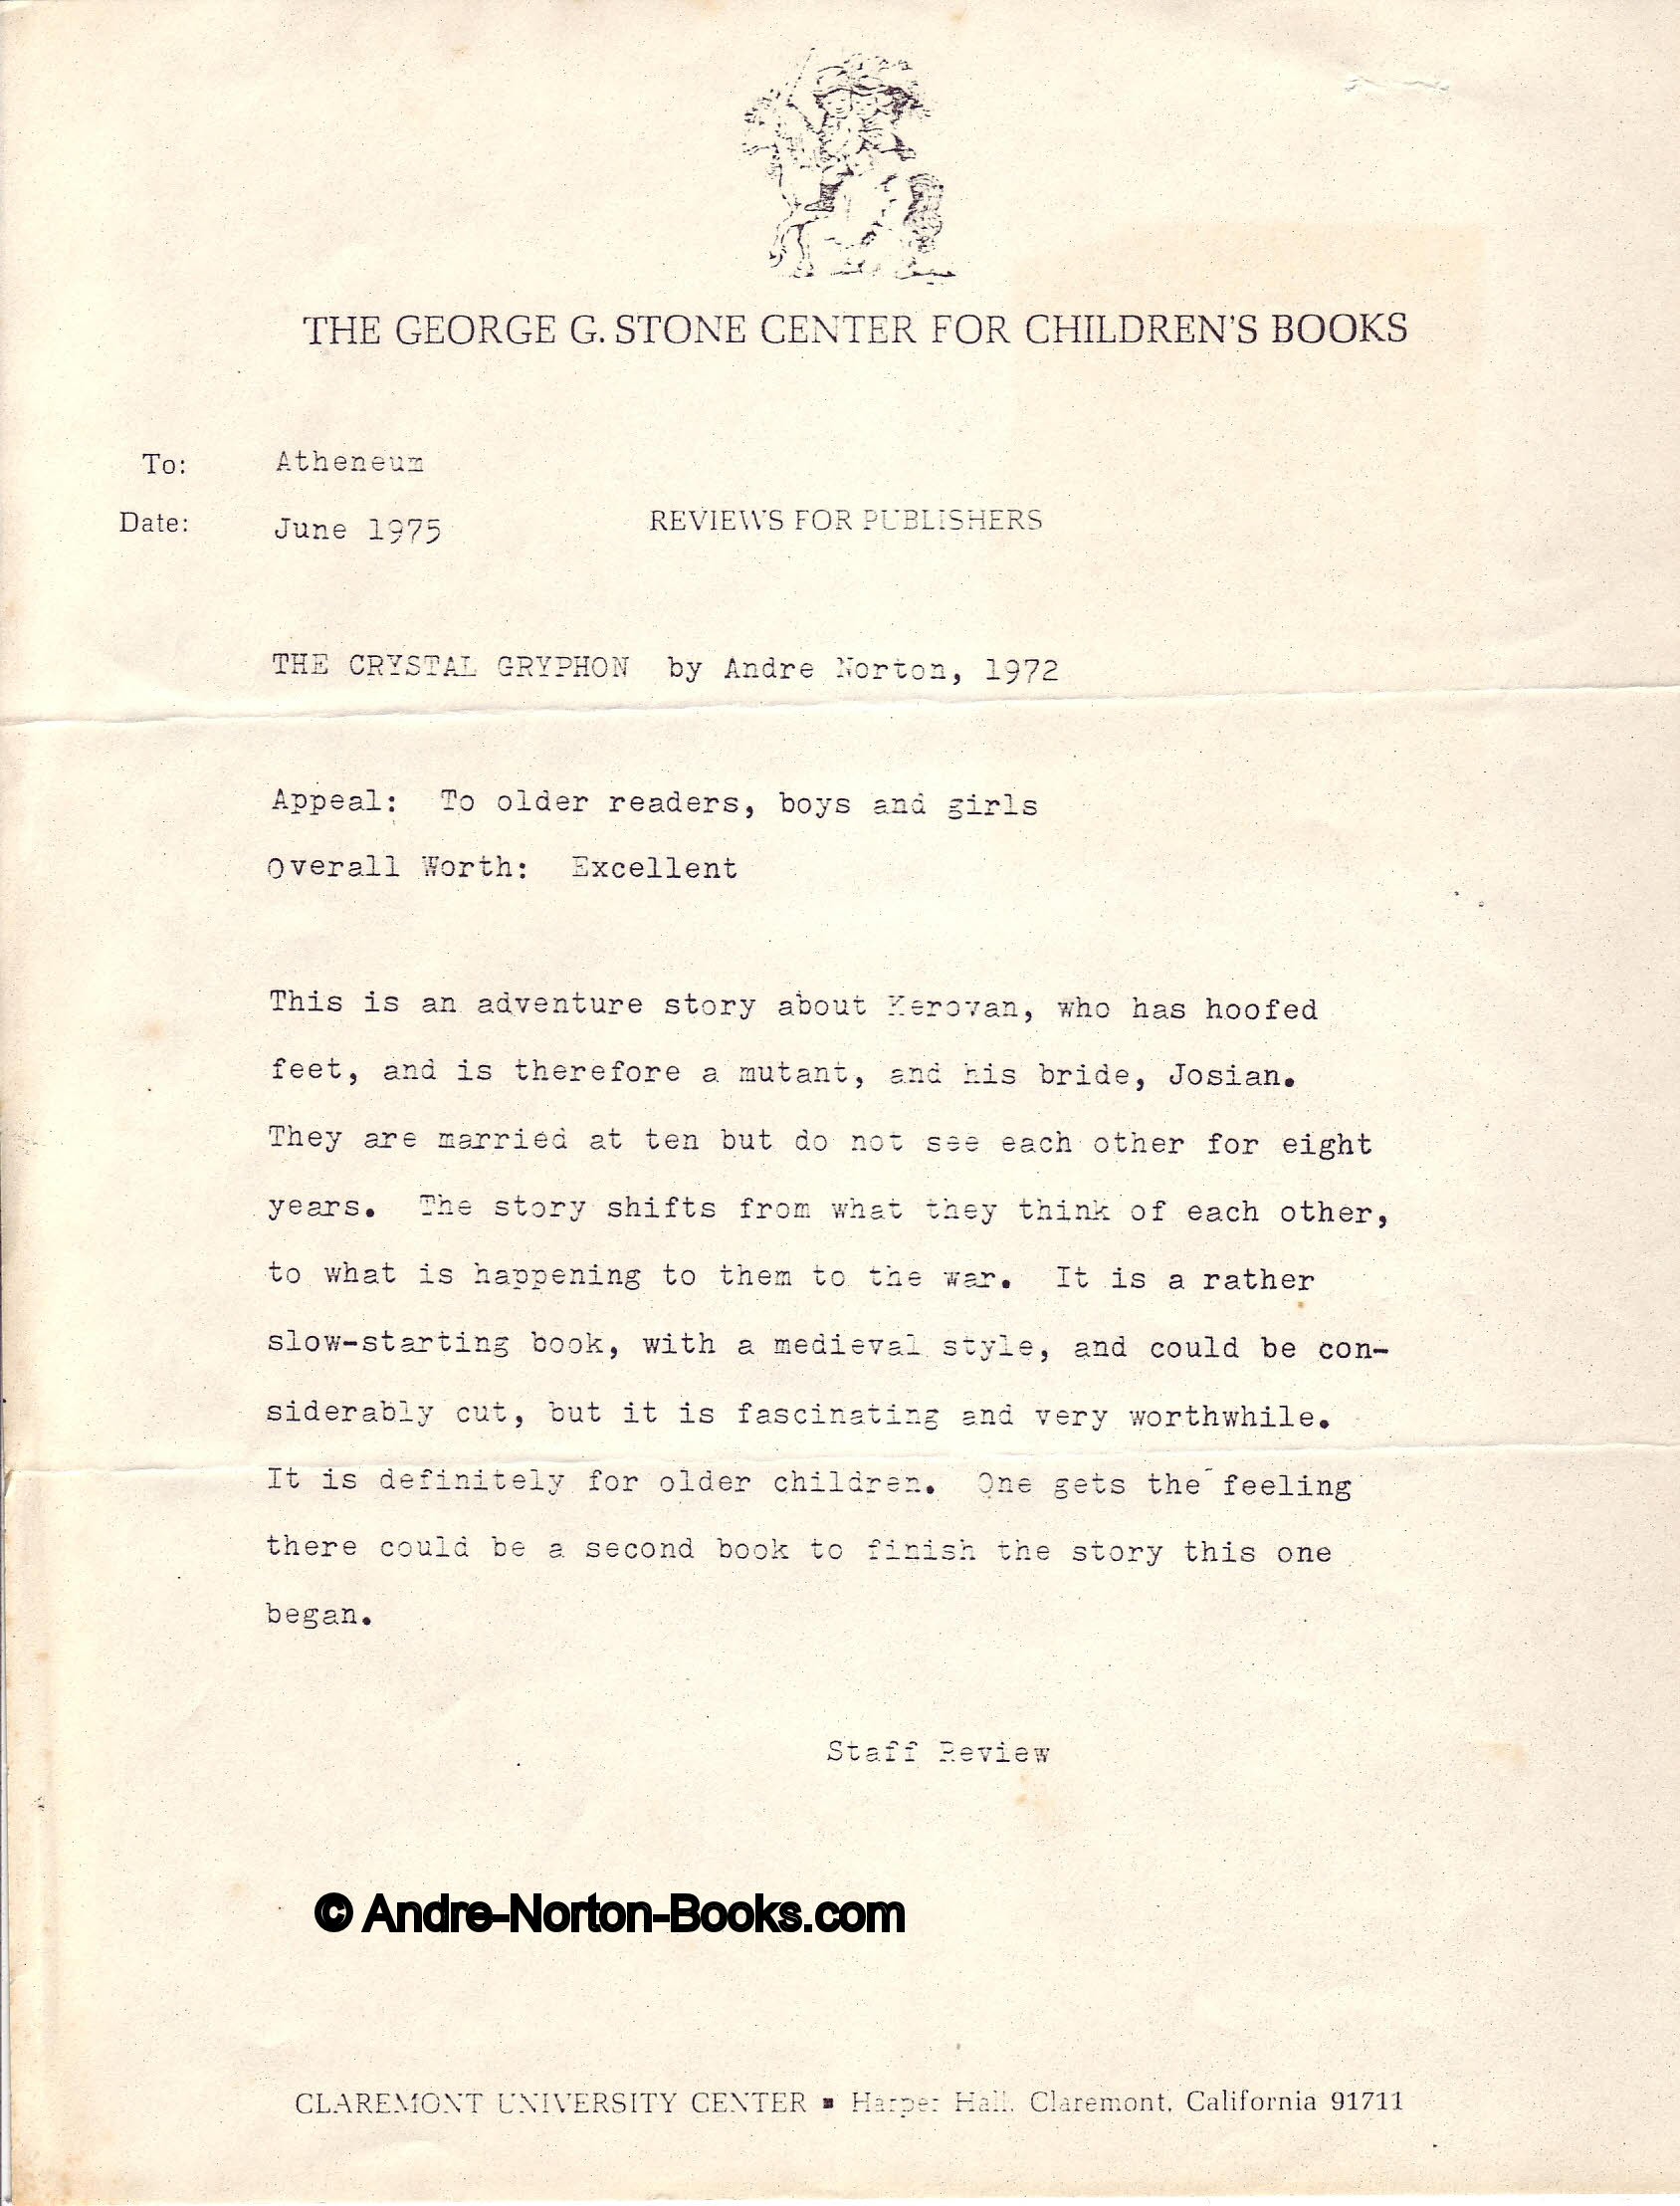 THE GEORGE G. STONE CENTER FOR CHILDREN'S BOOKS
To: Atheneum
Date: June 1975
REVIEWS FOR PUBLISHERS
THE CRYSTAL GRYPHON by Andre Norton, 1972
Appeal: To older readers, boys and girls
Overall Worth: Excellent
This is an adventure story about Kerovan, who has hoofed
feet, and is therefore a mutant, and his bride, Josian.
They are married at ten but do not see each other for eight
years. The story shifts from what they think of each other,
to what is happening to them to the war. It is a rather
slow-starting book, with a medieval style, and could be con-
siderably cut, but it is fascinating and very worthwhile.
It is definitely for older children. One gets the feeling
there could be a second book to finish the story this one
began.
Staff Review
© Andre-Norton-Books.com
CLAREMONT UNIVERSITY CENTER ▪ Harper Hall, Claremont, California 91711